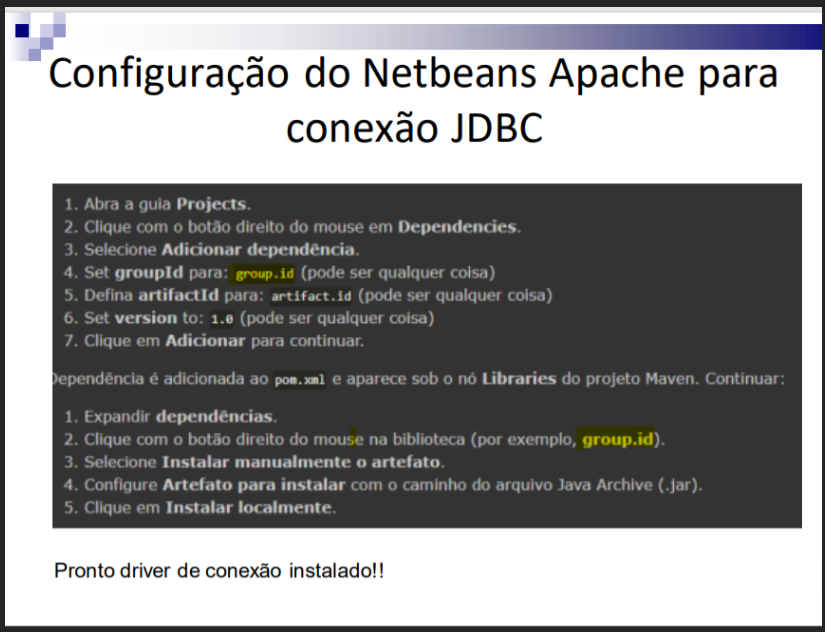 Configuração do Netbeans Apache para
conexão JDBC
1. Abra a guia Projects.
2. Clique com o botão direito do mouse em Dependencies.
3. Selecione Adicionar dependência.
4. Set groupId para: group.id (pode ser qualquer coisa)
5. Defina artifactId para: artifact.id (pode ser qualquer coisa)
6. Set version to: 1.0 (pode ser qualquer coisa)
7. Clique em Adicionar para continuar.
Dependência é adicionada ao pom.xml e aparece sob o nó Libraries do projeto Maven. Continuar:
1. Expandir dependências.
2. Clique com o botão direito do mouse na biblioteca (por exemplo, group.id).
3. Selecione Instalar manualmente o artefato.
4. Configure Artefato para instalar com o caminho do arquivo Java Archive (.jar).
5. Clique em Instalar localmente.
Pronto driver de conexão instalado!!